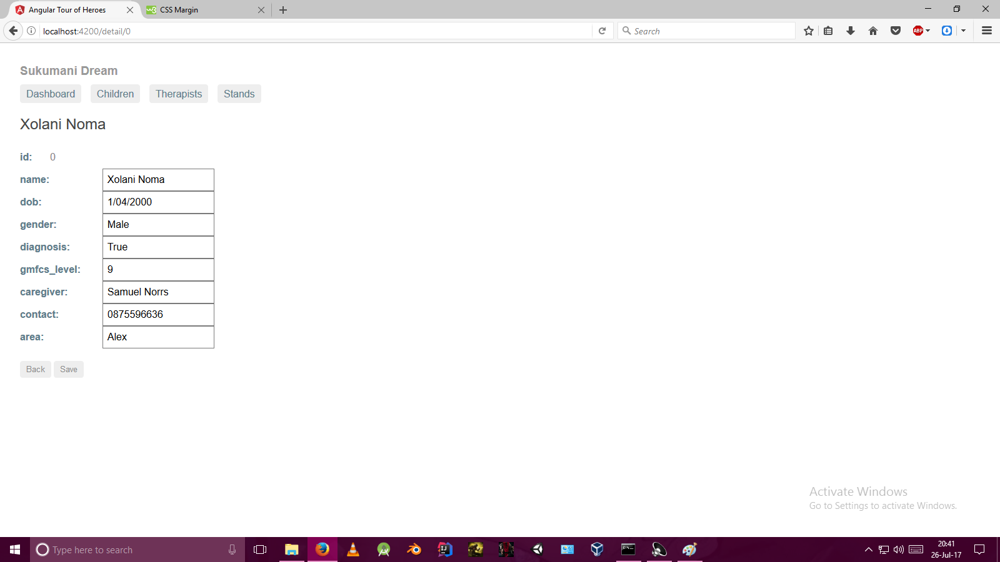 Angular Tour of Heroes
W3 CSS Margin
localhost:4200/detail/0
Search
ABP
Sukumani Dream
Dashboard Children Therapists Stands
Xolani Noma
id: 0
name: Xolani Noma
dob: 1/04/2000
gender: Male
diagnosis: True
gmfcs_level: 9
caregiver: Samuel Norrs
contact: 0875596636
area: Alex
Back Save
Activate Windows
Go to Settings to activate Windows.
Type here to search
IJ
20:41
26-Jul-17